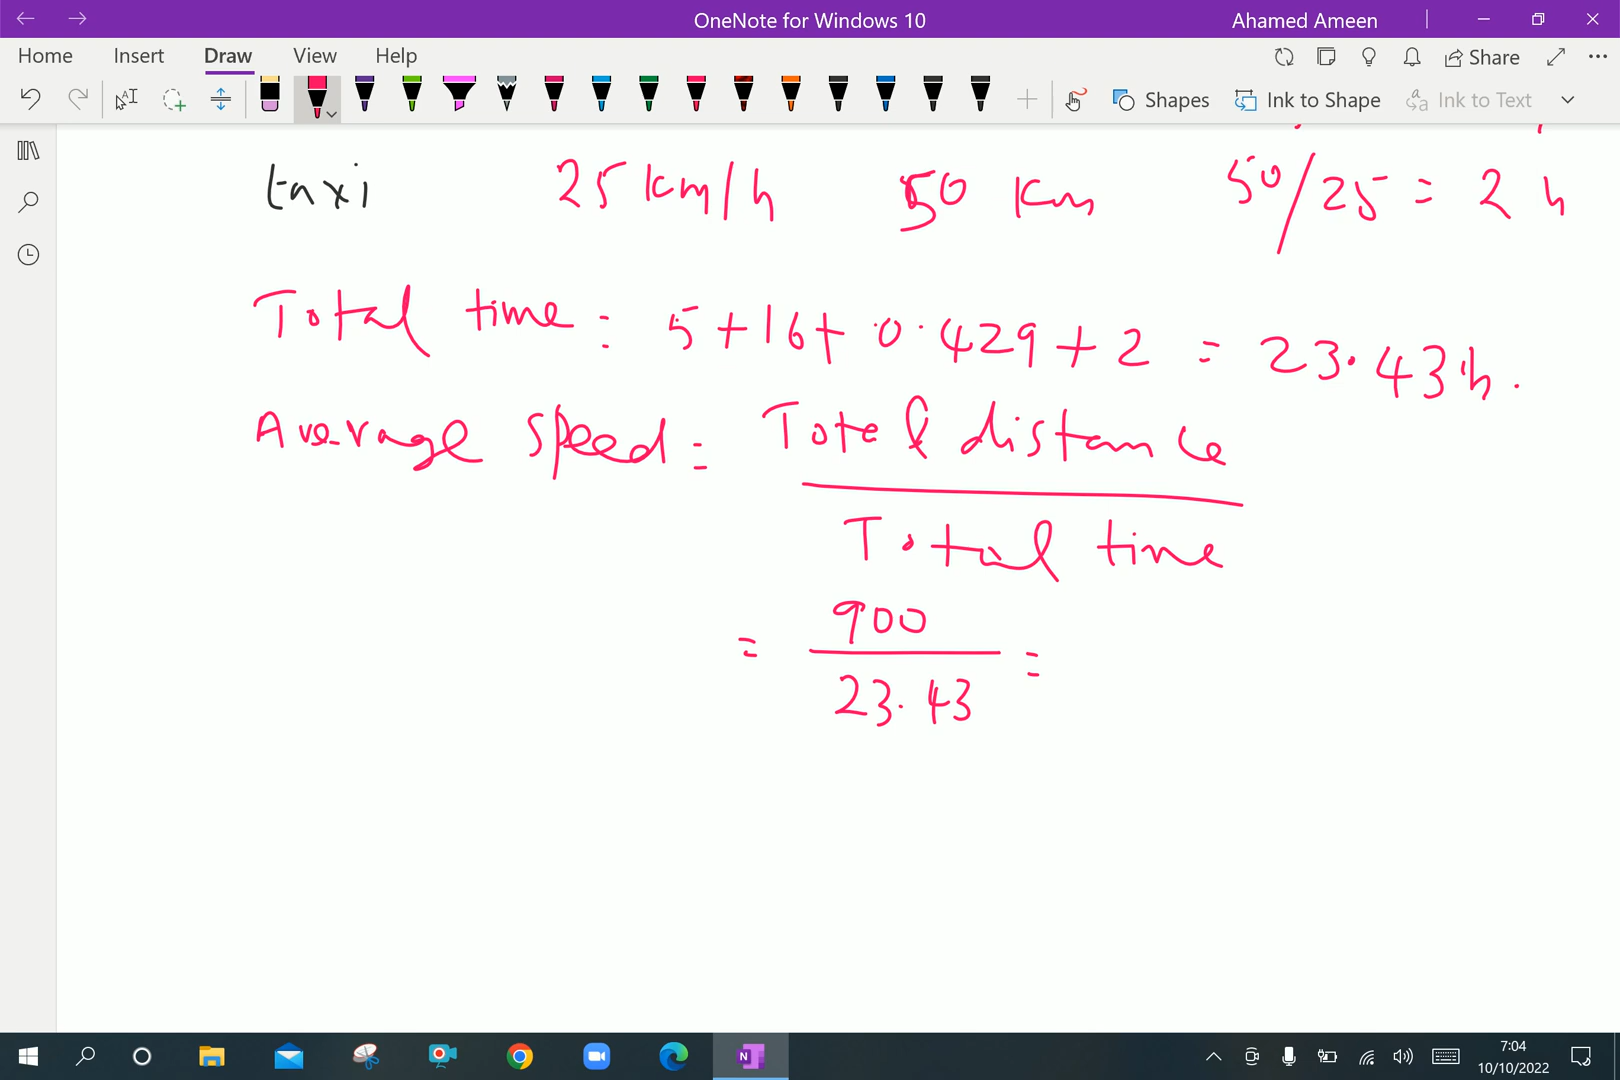 OneNote for Windows 10
Ahamed Ameen
Home Insert Draw View Help
Share
Shapes
Ink to Shape
Ink to Text
taxi 25 km/h 50 Km 50/25 = 2 h
Total time = 5+16+ 0.429+2 = 23.43 h.
Average speed = Total distance
Total time
= 900
23.43 =
N
7:04
10/10/2022